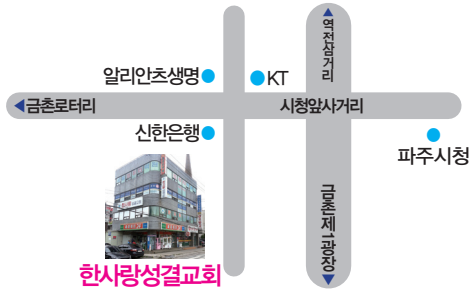 ▲역전삼거리
알리안츠생명
KT
◀금촌로터리
시청앞사거리
신한은행
파주시청
금촌제1광장▼
한사랑성결교회